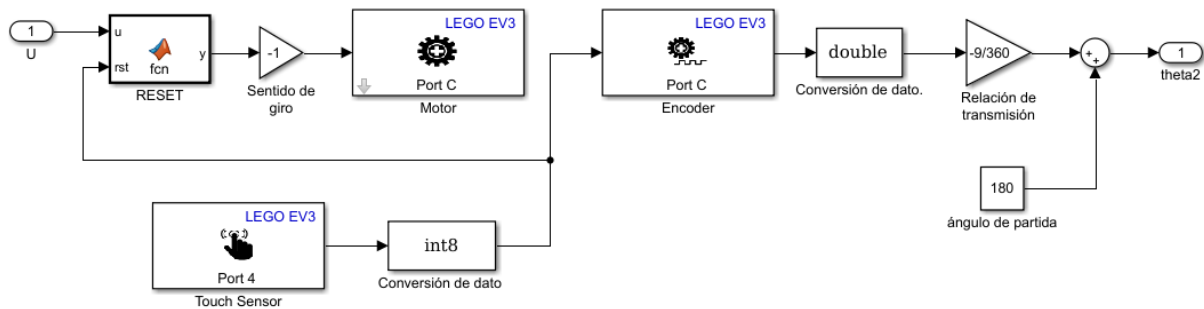 1
U
u
rst
fcn
y
RESET
-1
Sentido de
giro
LEGO EV3
Port C
Motor
LEGO EV3
Port C
Encoder
double
Conversión de dato.
-9/360
Relación de
transmisión
1
theta2
180
ángulo de partida
LEGO EV3
Port 4
Touch Sensor
int8
Conversión de dato